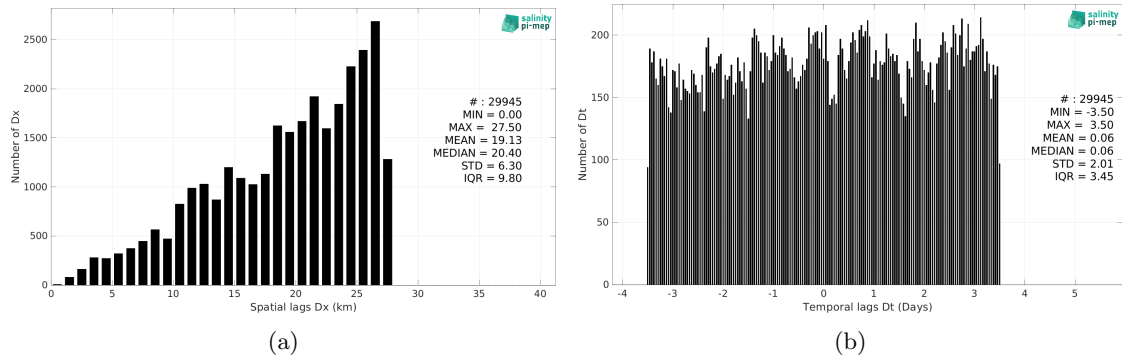 salinity
pi-mep
Number of Dx
2500
2000
1500
1000
500
0
# : 29945
MIN = 0.00
MAX = 27.50
MEAN = 19.13
MEDIAN = 20.40
STD = 6.30
IQR = 9.80
0 5 10 15 20 25 30 35 40
Spatial lags Dx (km)
(a)
salinity
pi-mep
Number of Dt
200
150
100
50
0
# : 29945
MIN = -3.50
MAX = 3.50
MEAN = 0.06
MEDIAN = 0.06
STD = 2.01
IQR = 3.45
-4 -3 -2 -1 0 1 2 3 4 5
Temporal lags Dt (Days)
(b)